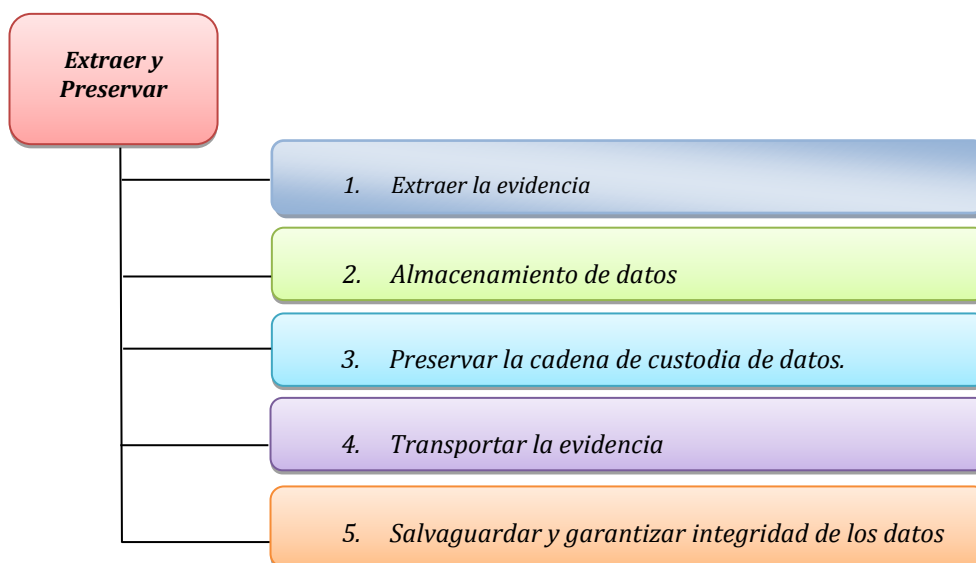 Extraer y
Preservar
1. Extraer la evidencia
2. Almacenamiento de datos
3. Preservar la cadena de custodia de datos.
4. Transportar la evidencia
5. Salvaguardar y garantizar integridad de los datos